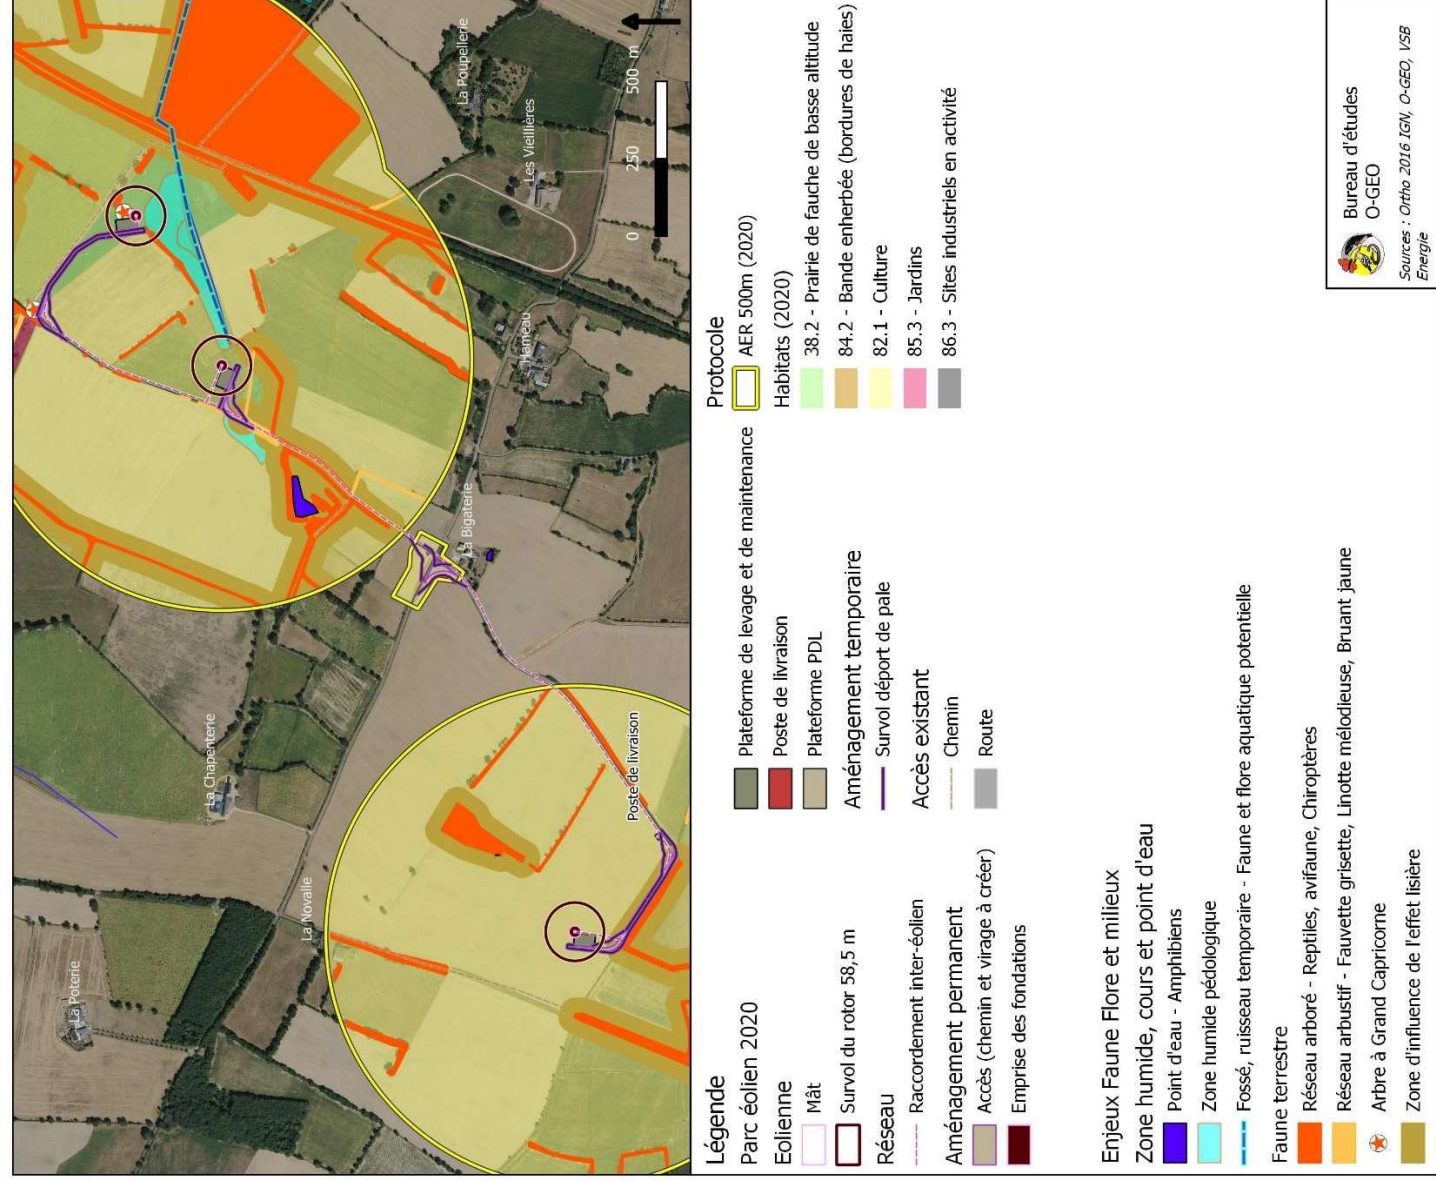 La Poterie
La Novalle
La Chapenterie
Poste de livraison
La Bigaterie
Hameau
Les Vieillières
La Poupellerie
0 250 500 m
Légende
Parc éolien 2020
Eolienne
Mât
Survol du rotor 58,5 m
Réseau
Raccordement inter-éolien
Aménagement permanent
Accès (chemin et virage à créer)
Emprise des fondations
Plateforme de levage et de maintenance
Poste de livraison
Plateforme PDL
Aménagement temporaire
Survol déport de pale
Accès existant
Chemin
Route
Protocole
AER 500m (2020)
Habitats (2020)
38.2 - Prairie de fauche de basse altitude
84.2 - Bande enherbée (bordures de haies)
82.1 - Culture
85.3 - Jardins
86.3 - Sites industriels en activité
Enjeux Faune Flore et milieux
Zone humide, cours et point d'eau
Point d'eau - Amphibiens
Zone humide pédologique
Fossé, ruisseau temporaire - Faune et flore aquatique potentielle
Faune terrestre
Réseau arboré - Reptiles, avifaune, Chiroptères
Réseau arbustif - Fauvette grisette, Linotte mélodieuse, Bruant jaune
Arbre à Grand Capricorne
Zone d'influence de l'effet lisière
Bureau d'études
O-GEO
Sources : Ortho 2016 IGN, O-GEO, VSB
Energie